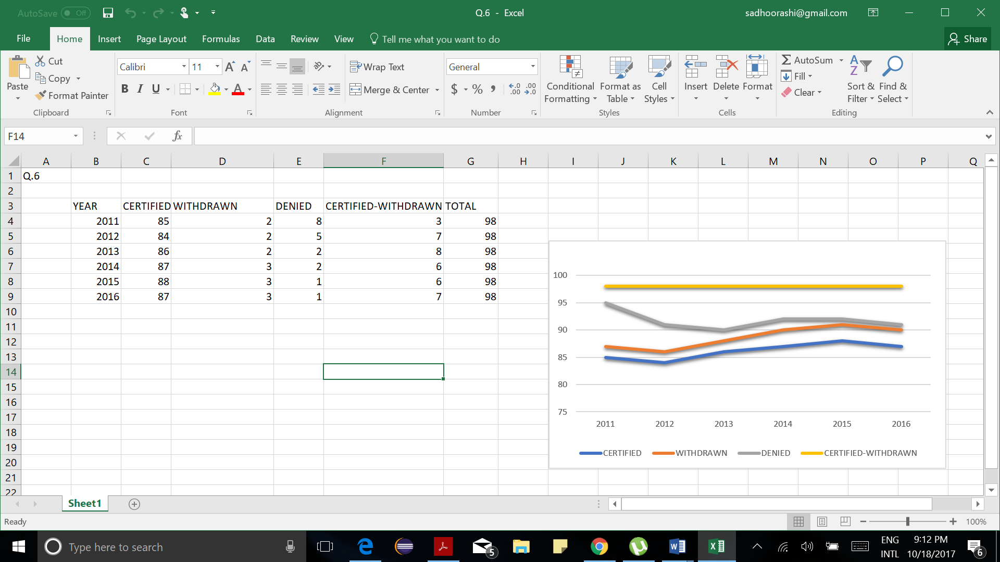 AutoSave Off
Q.6 - Excel
sadhoorashi@gmail.com
File Home Insert Page Layout Formulas Data Review View Tell me what you want to do
Share
Paste
Cut
Copy
Format Painter
Clipboard
Calibri 11
B I U
Font
Wrap Text
Merge & Center
Alignment
General
$ % ,
Number
Conditional Formatting
Format as Table
Cell Styles
Styles
Insert Delete Format
Cells
AutoSum
Fill
Clear
Sort & Filter
Find & Select
Editing
F14
fx
A B C D E F G H I J K L M N O P Q
1 Q.6
2
3 YEAR CERTIFIED WITHDRAWN DENIED CERTIFIED-WITHDRAWN TOTAL
4 2011 85 2 8 3 98
5 2012 84 2 5 7 98
6 2013 86 2 2 8 98
7 2014 87 3 2 6 98
8 2015 88 3 1 6 98
9 2016 87 3 1 7 98
10
11
12
13
14
15
16
17
18
19
20
21
22
100
95
90
85
80
75
2011 2012 2013 2014 2015 2016
CERTIFIED WITHDRAWN DENIED CERTIFIED-WITHDRAWN
Sheet1
Ready
100%
Type here to search
5
ENG
INTL
9:12 PM
10/18/2017
6